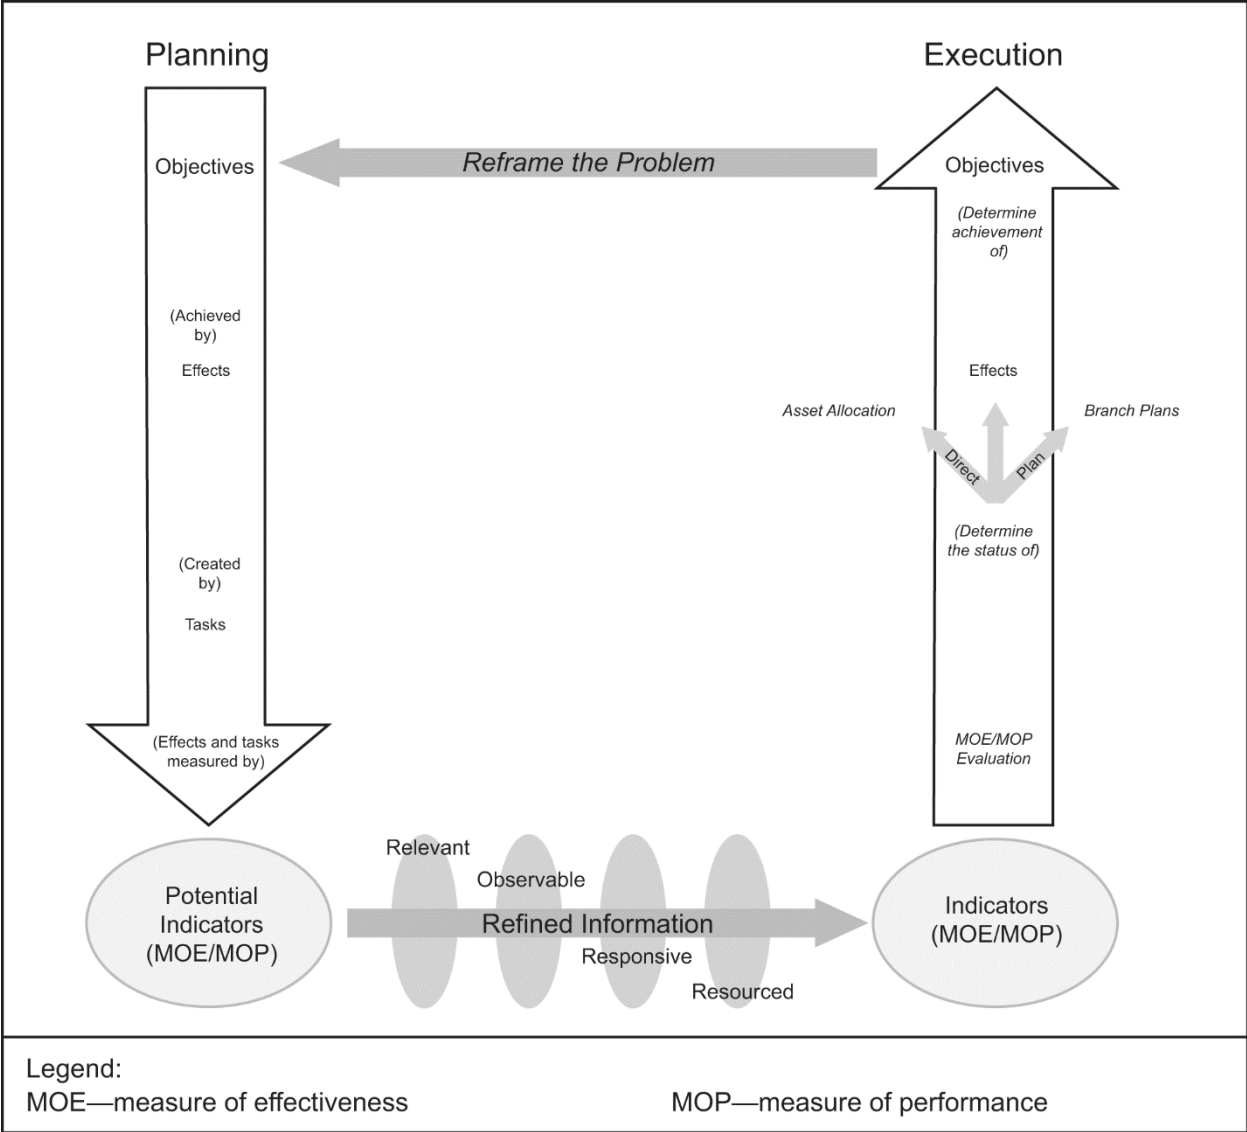 Planning
Execution
Objectives
Reframe the Problem
Objectives
(Determine
achievement
of)
(Achieved
by)
Effects
Effects
Asset Allocation
Branch Plans
Direct
Plan
(Determine
the status of)
(Created
by)
Tasks
(Effects and tasks
measured by)
MOE/MOP
Evaluation
Potential
Indicators
(MOE/MOP)
Relevant
Observable
Refined Information
Responsive
Resourced
Indicators
(MOE/MOP)
Legend:
MOE—measure of effectiveness
MOP—measure of performance